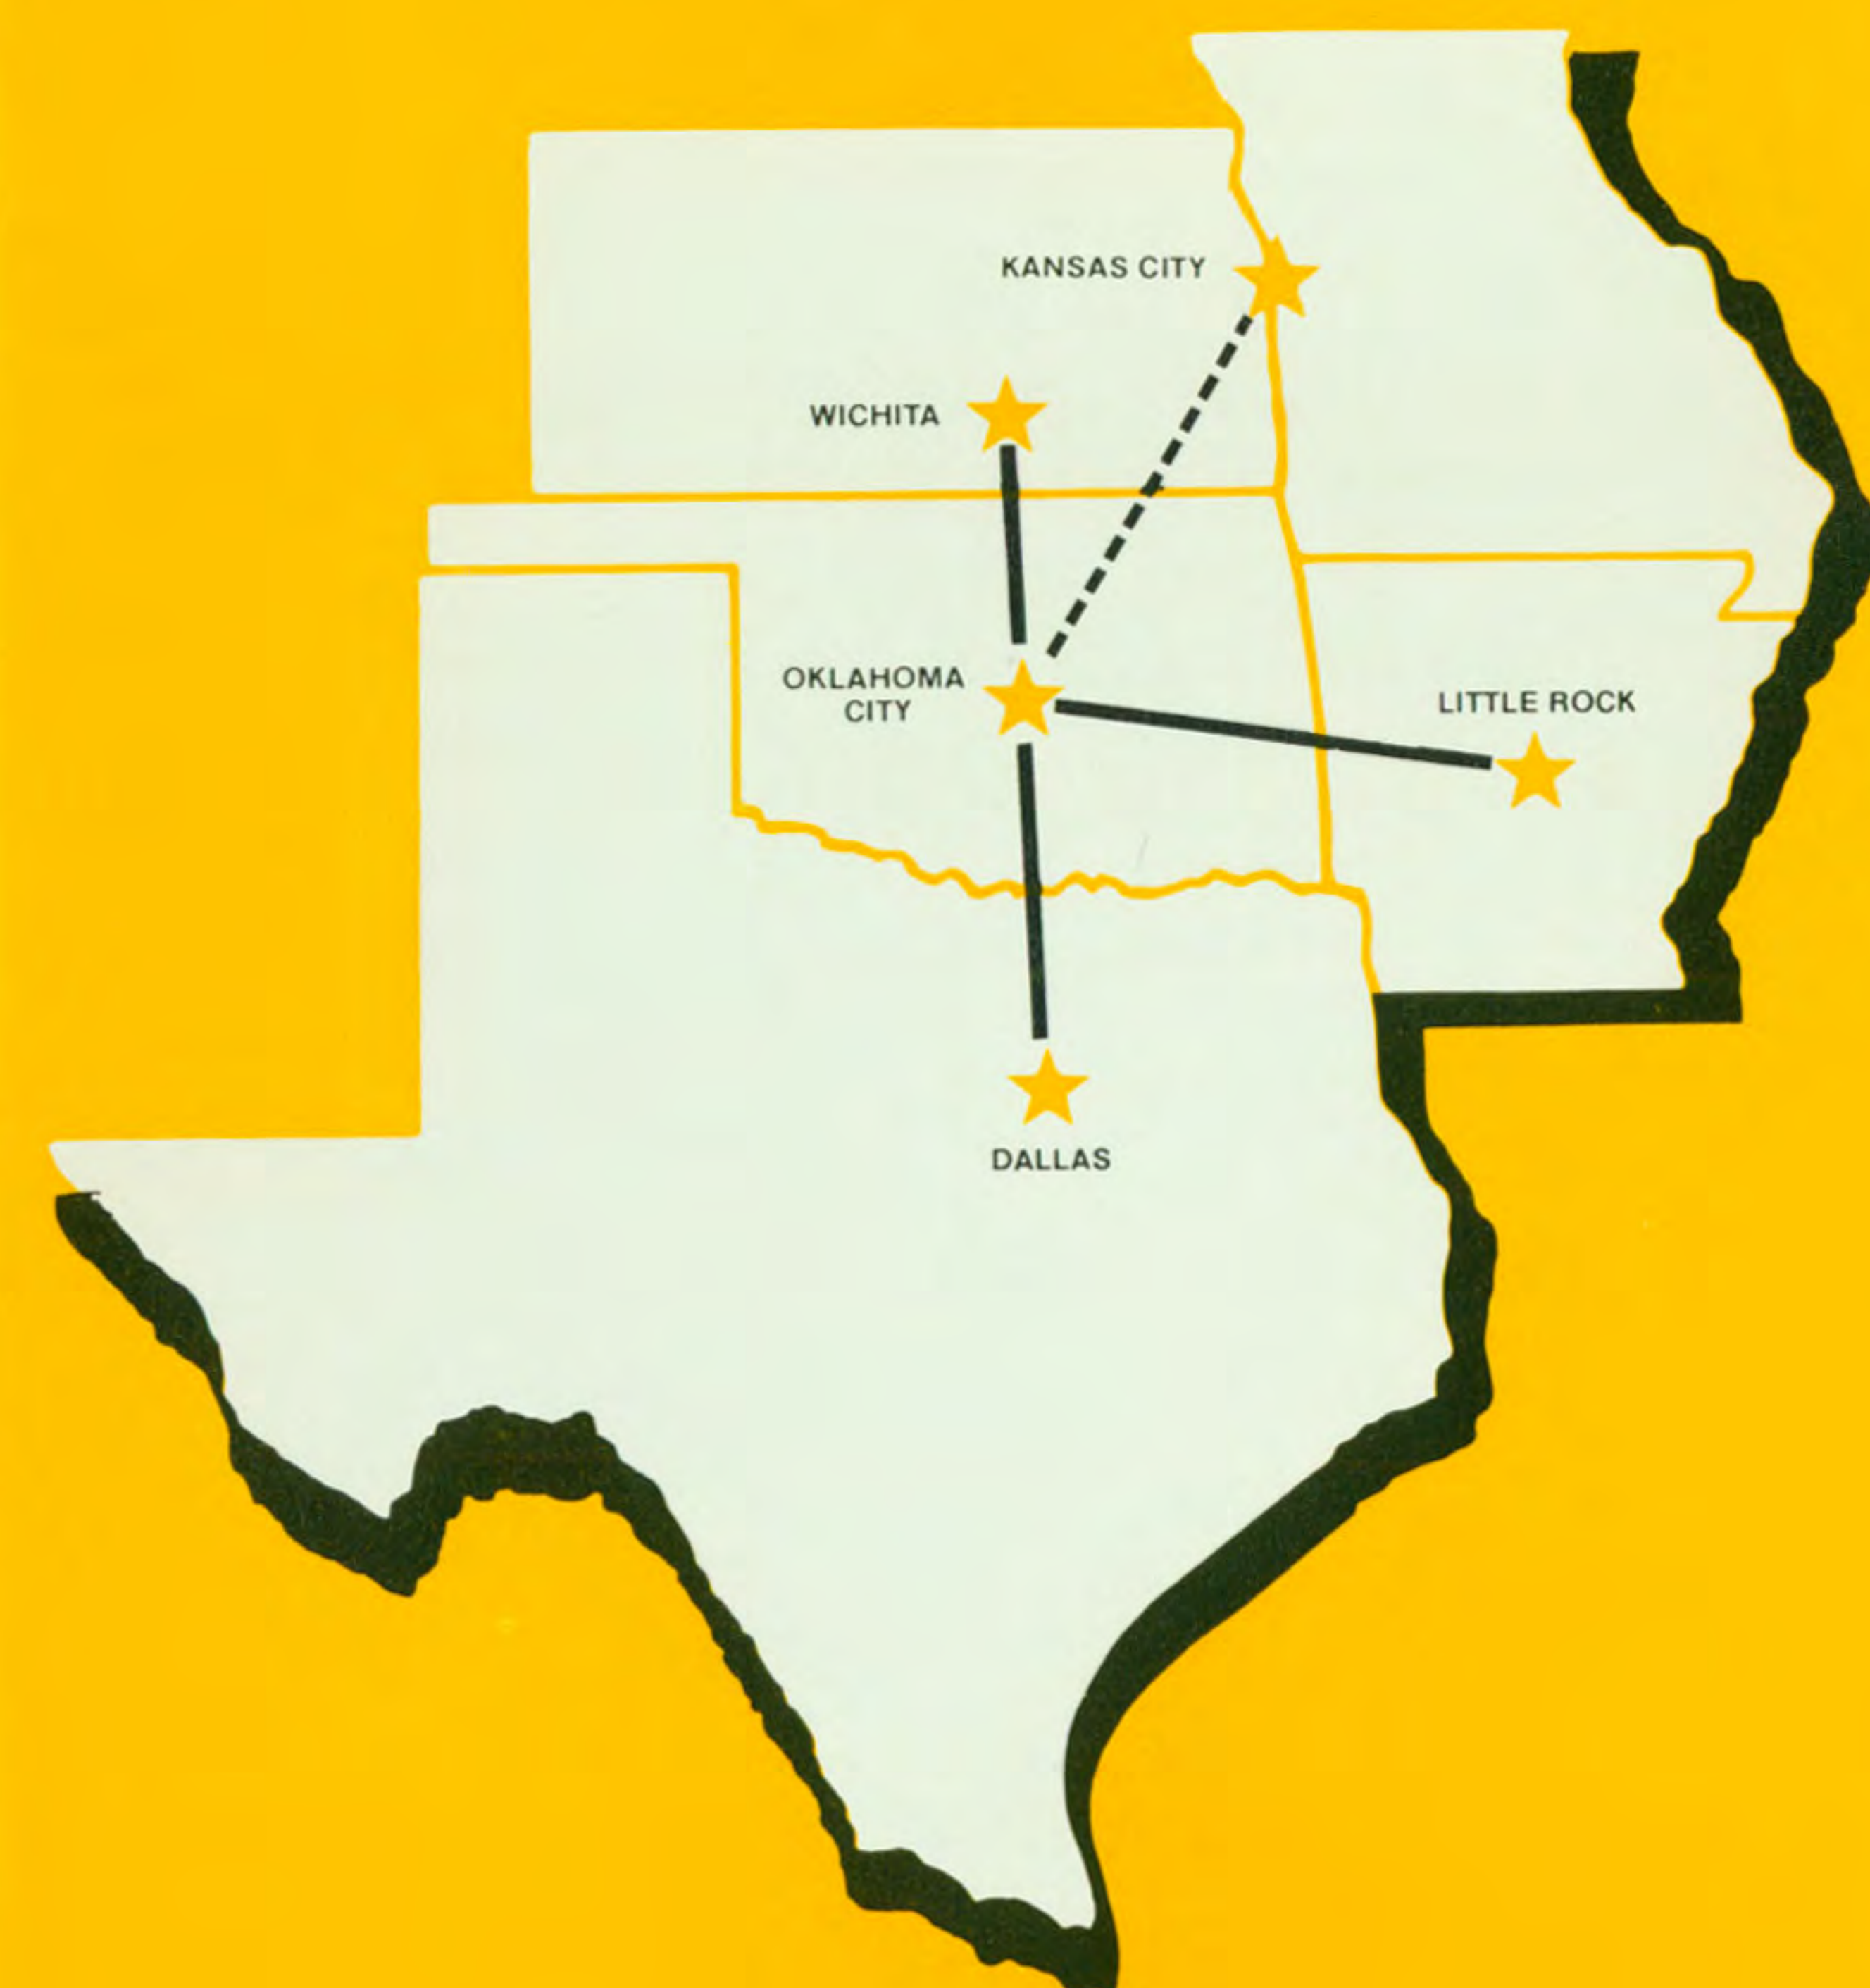 KANSAS CITY
WICHITA
OKLAHOMA
CITY
LITTLE ROCK
DALLAS